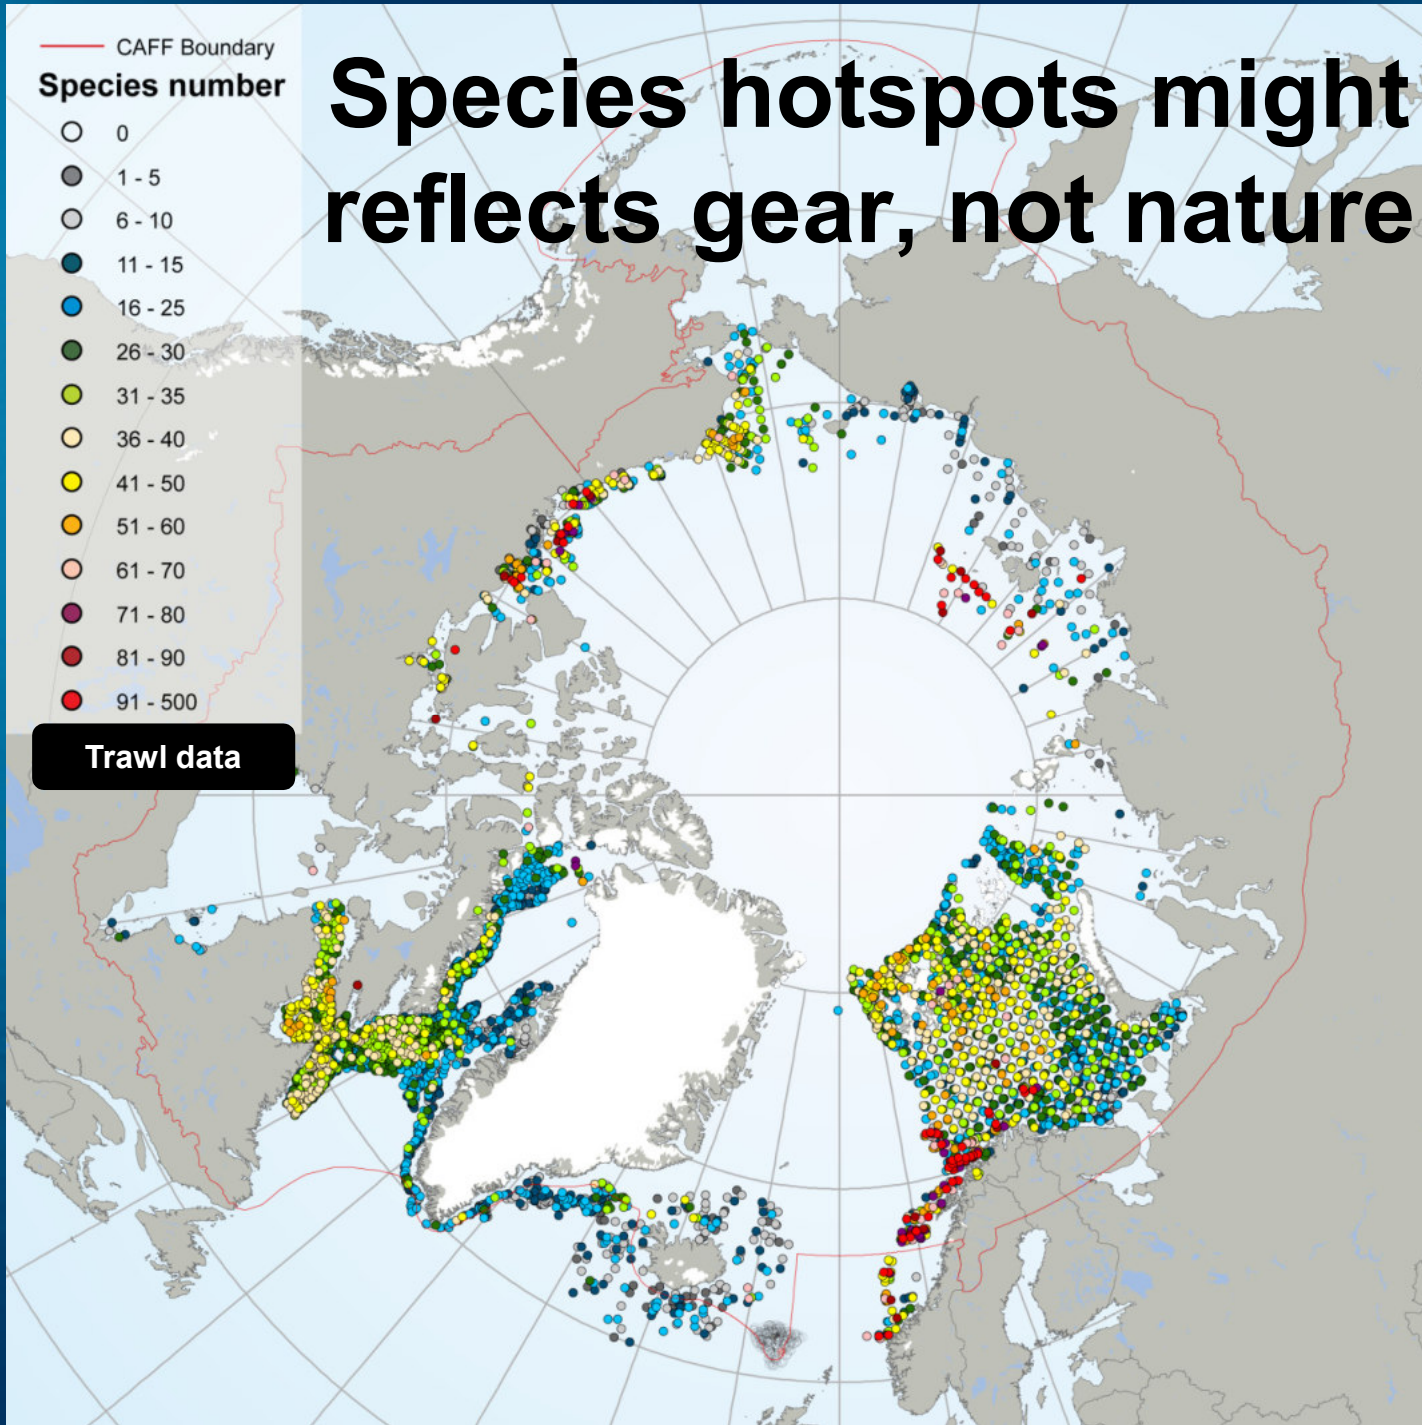 CAFF Boundary
Species number
0
1 - 5
6 - 10
11 - 15
16 - 25
26 - 30
31 - 35
36 - 40
41 - 50
51 - 60
61 - 70
71 - 80
81 - 90
91 - 500
Trawl data
Species hotspots might
reflects gear, not nature